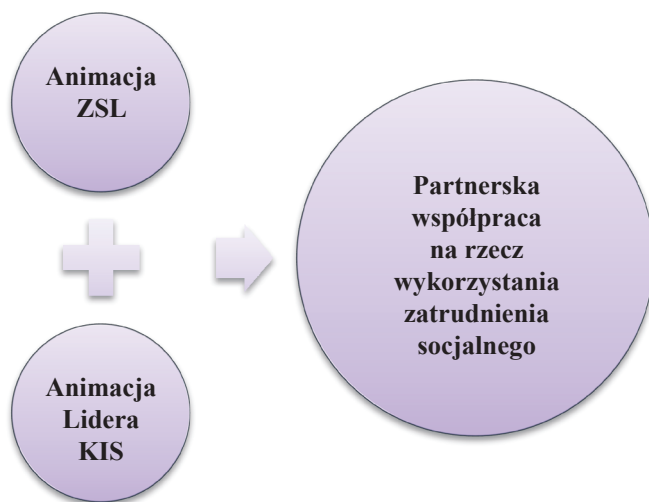 Animacja
ZSL
Animacja
Lidera
KIS
Partnerska
współpraca
na rzecz
wykorzystania
zatrudnienia
socjalnego